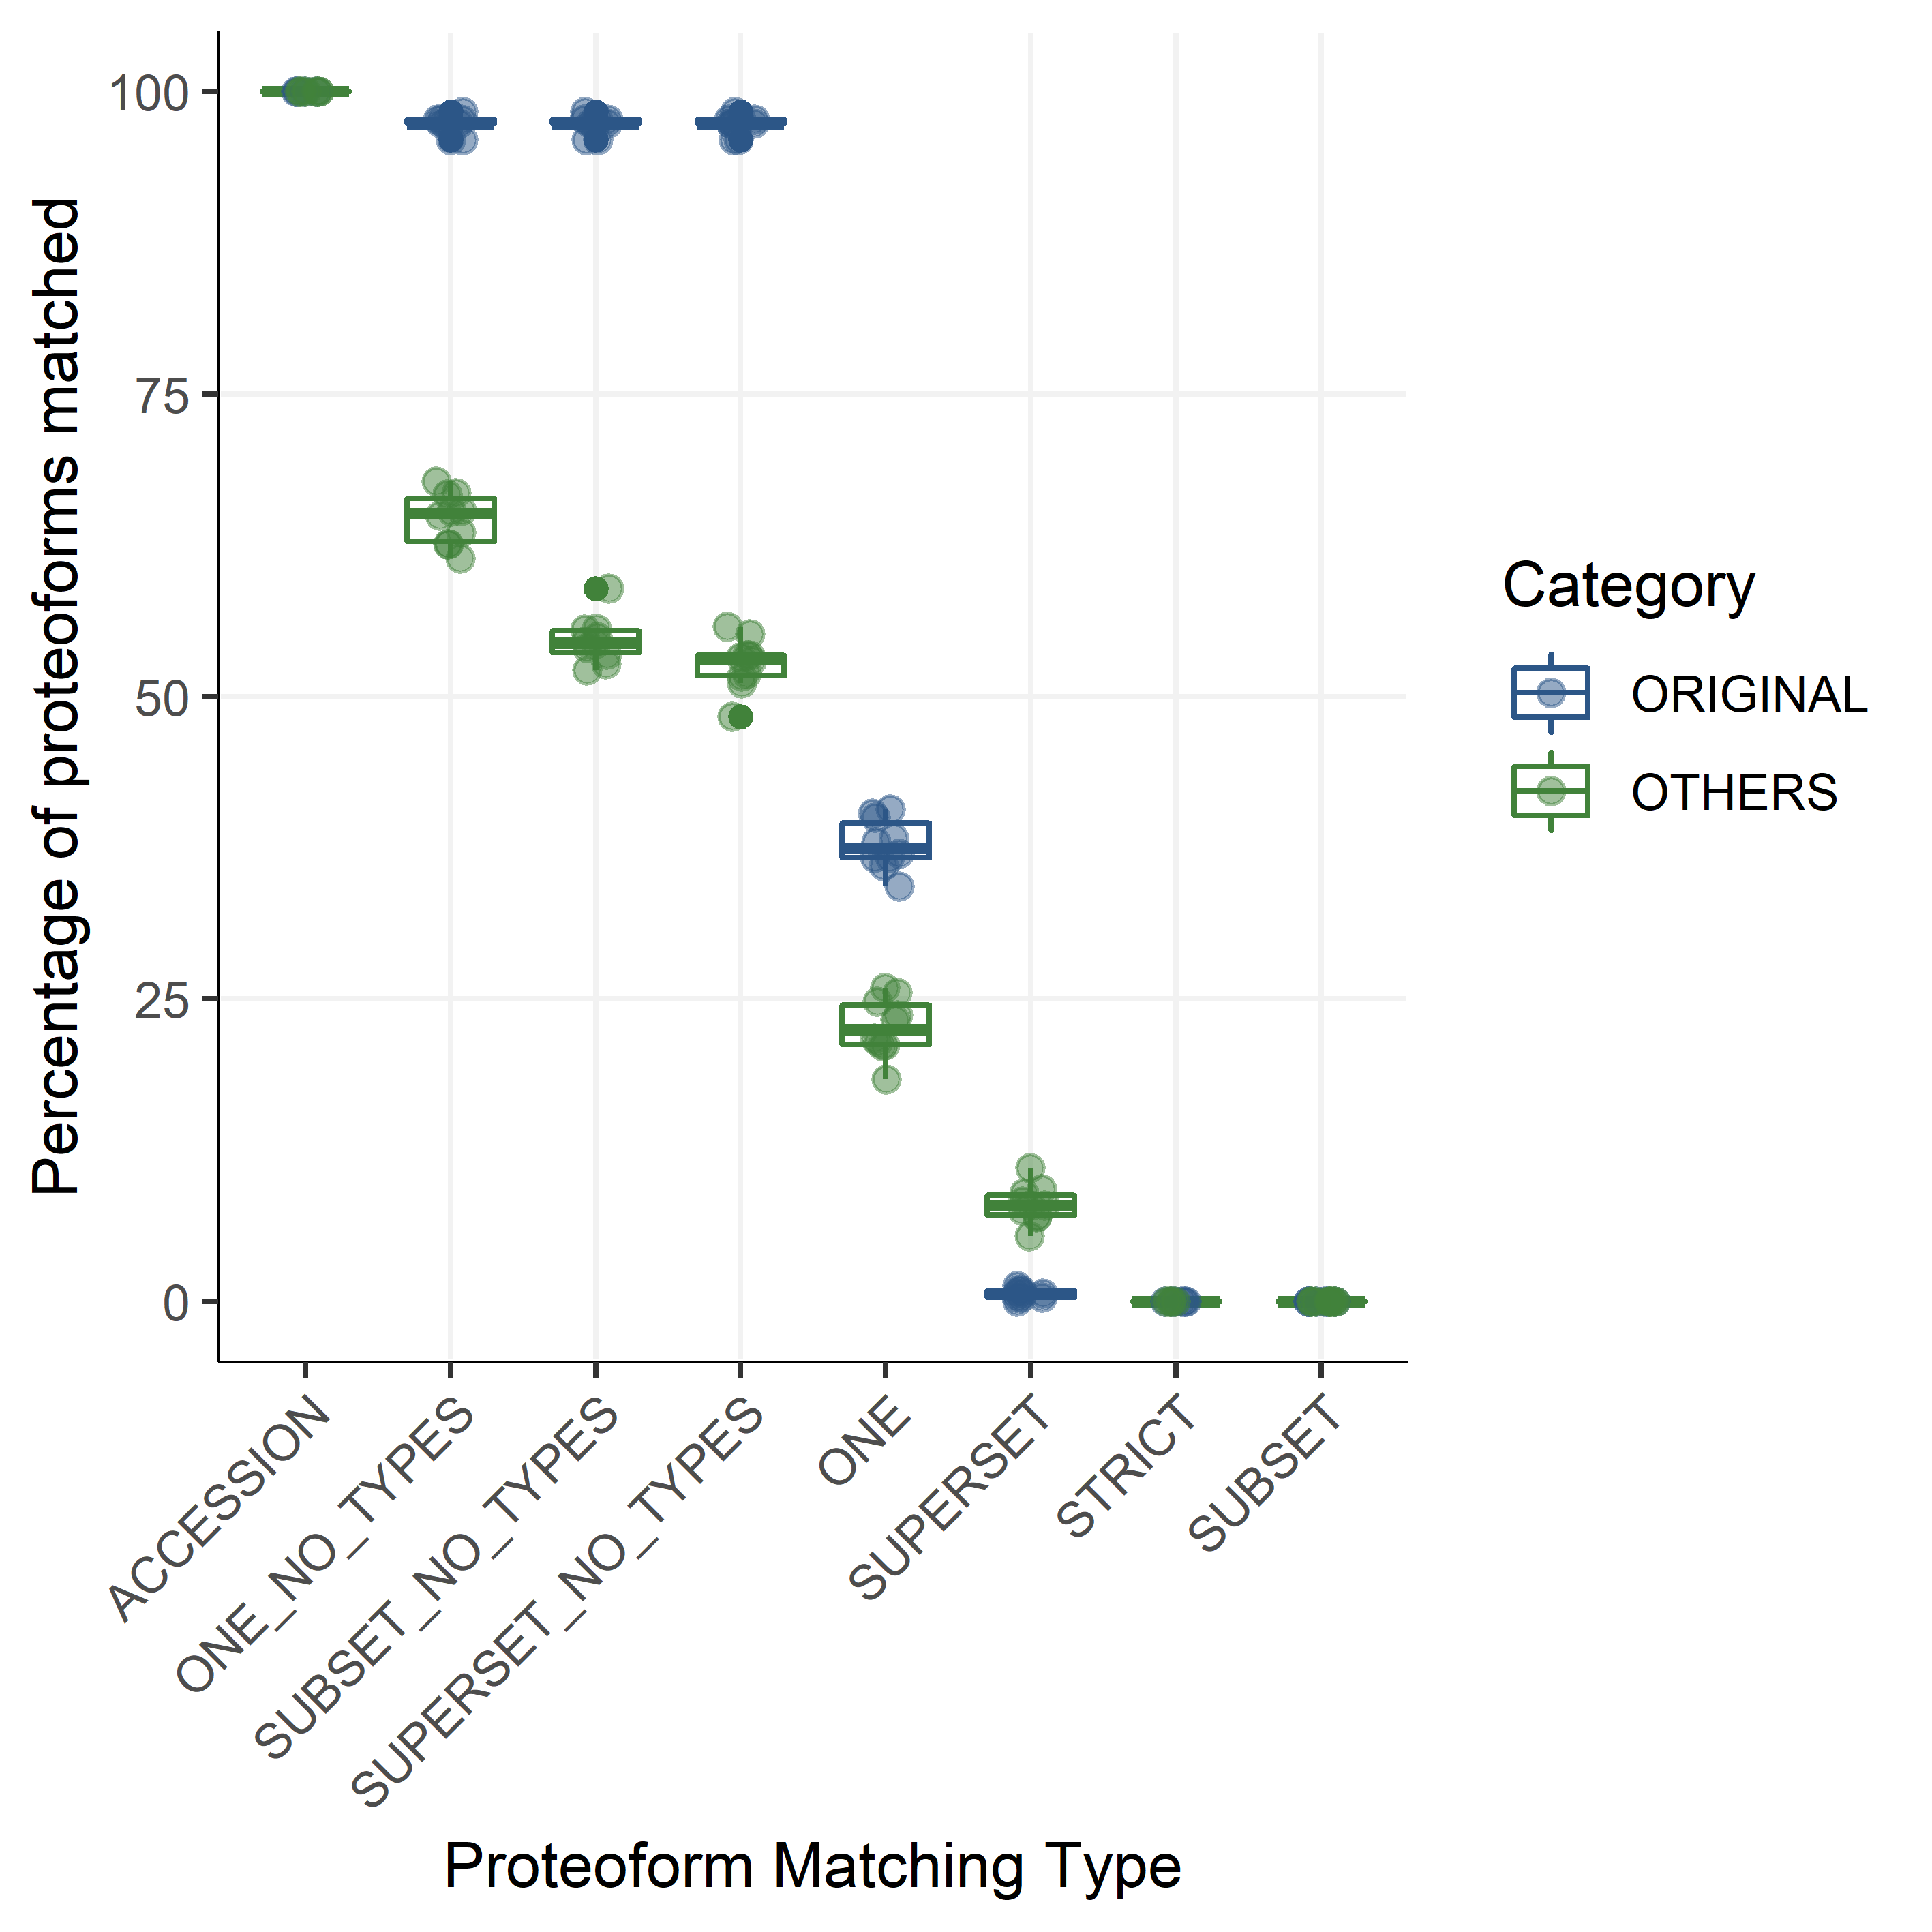 Percentage of proteoforms matched
100
75
50
25
0
ACCESSION
ONE_NO_TYPES
SUBSET_NO_TYPES
SUPERSET_NO_TYPES
ONE
SUPERSET
STRICT
SUBSET
Proteoform Matching Type
Category
ORIGINAL
OTHERS